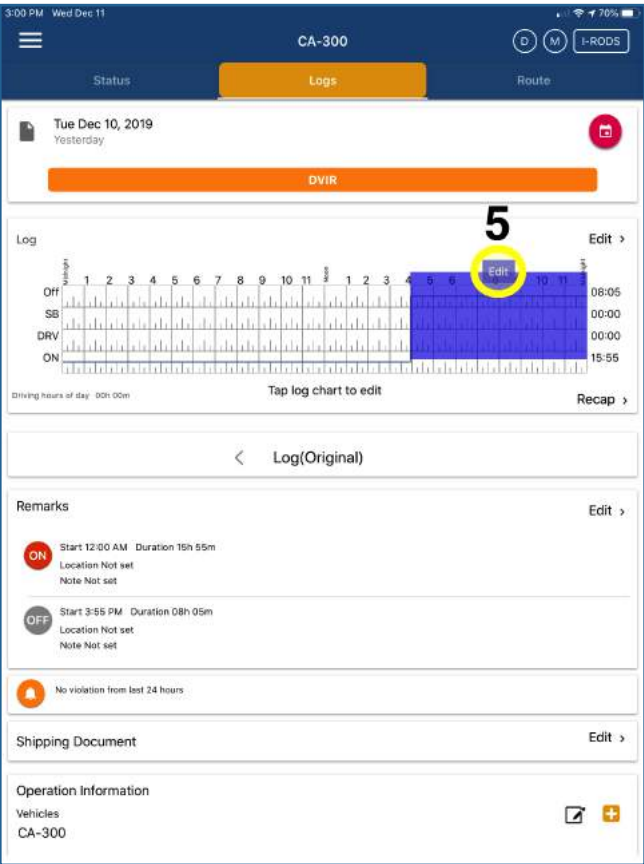 3:00 PM Wed Dec 11 70%
CA-300 D M I-RODS
Status Logs Route
Tue Dec 10, 2019
Yesterday
DVIR
5
Log Edit >
Midnight 1 2 3 4 5 6 7 8 9 10 11 Noon 1 2 3 4 5 6 Edit 10 11 Midnight
Off 08:05
SB 00:00
DRV 00:00
ON 15:55
Driving hours of day 00h 00m Tap log chart to edit Recap >
< Log(Original)
Remarks Edit >
ON Start 12:00 AM Duration 15h 55m
Location Not set
Note Not set
OFF Start 3:55 PM Duration 08h 05m
Location Not set
Note Not set
No violation from last 24 hours
Shipping Document Edit >
Operation Information
Vehicles
CA-300